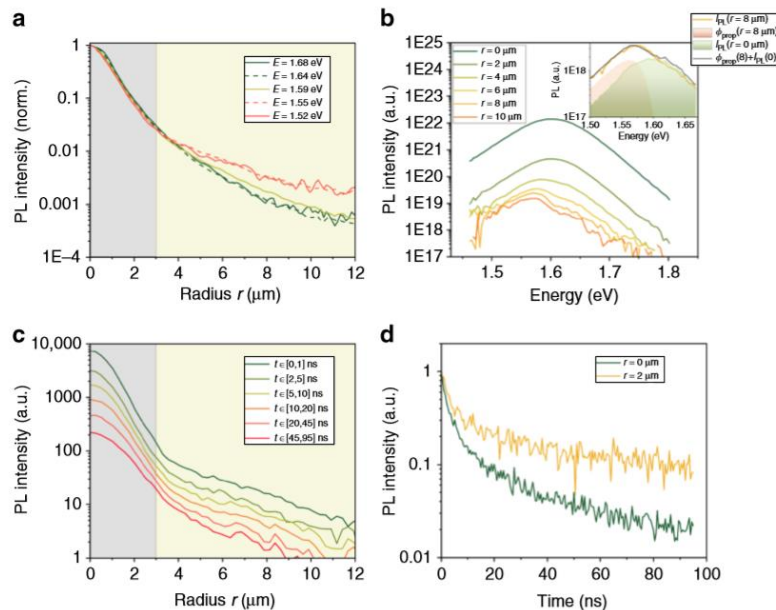 a
PL intensity (norm.)
1
0.1
0.01
0.001
1E−4
0
2
4
6
8
10
12
Radius r (μm)
E = 1.68 eV
E = 1.64 eV
E = 1.59 eV
E = 1.55 eV
E = 1.52 eV
b
PL intensity (a.u.)
1E25
1E24
1E23
1E22
1E21
1E20
1E19
1E18
1E17
1.5
1.6
1.7
1.8
Energy (eV)
r = 0 μm
r = 2 μm
r = 4 μm
r = 6 μm
r = 8 μm
r = 10 μm
PL (a.u.)
1E18
1E17
1.50
1.55
1.60
1.65
Energy (eV)
IPL(r = 8 μm)
ϕprop(r = 8 μm)
IPL(r = 0 μm)
ϕprop(8)+IPL(0)
c
PL intensity (a.u.)
10,000
1000
100
10
1
0
2
4
6
8
10
12
Radius r (μm)
t∈[0,1] ns
t∈[2,5] ns
t∈[5,10] ns
t∈[10,20] ns
t∈[20,45] ns
t∈[45,95] ns
d
PL intensity (a.u.)
1
0.1
0.01
0
20
40
60
80
100
Time (ns)
r = 0 μm
r = 2 μm